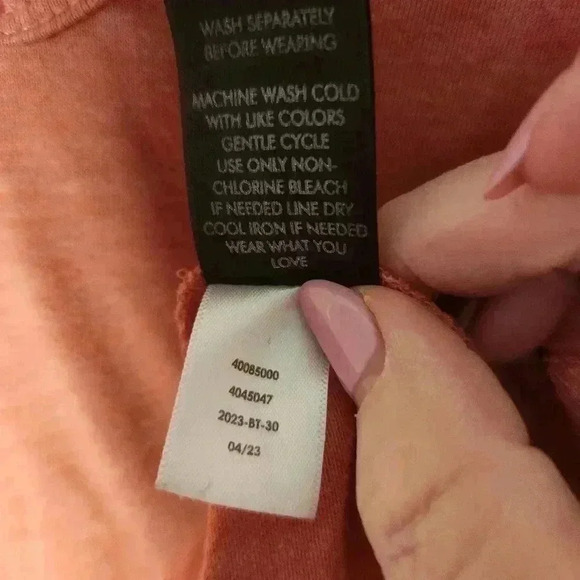 WASH SEPARATELY
BEFORE WEARING
MACHINE WASH COLD
WITH LIKE COLORS
GENTLE CYCLE
USE ONLY NON-
CHLORINE BLEACH
IF NEEDED LINE DRY
COOL IRON IF NEEDED
WEAR WHAT YOU
LOVE
40085000
4045047
2023-BT-30
04/23